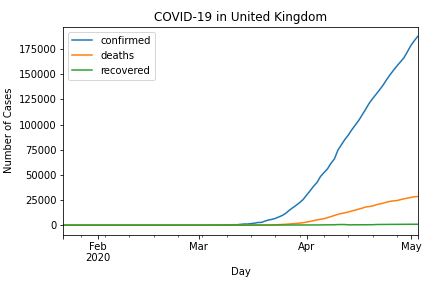 COVID-19 in United Kingdom
confirmed
deaths
recovered
Number of Cases
175000
150000
125000
100000
75000
50000
25000
0
Feb Mar Apr May
2020
Day